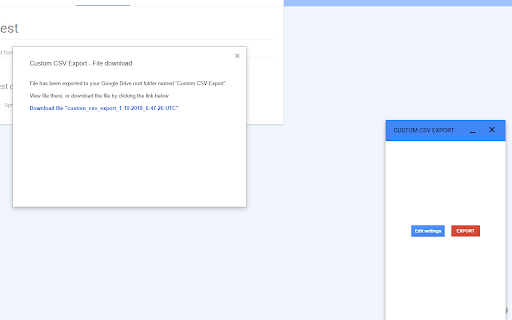 est
Custom CSV Export - File download
×
File has been exported to your Google Drive root folder named "Custom CSV Export".
View file there, or download the file by clicking the link below
Download file "custom_csv_export_1-10-2018_6-47-26 UTC"
CUSTOM CSV EXPORT
Edit settings
EXPORT